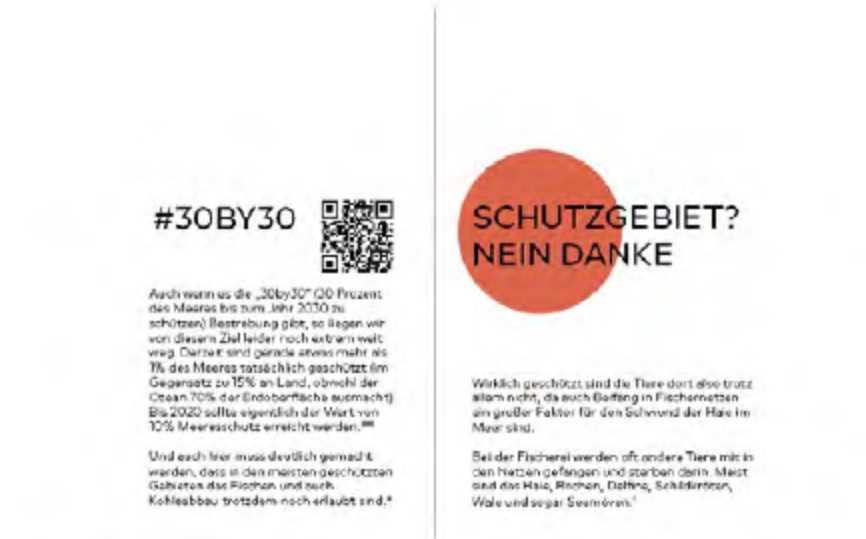 #30BY30
Auch wenn es die „30by30“ (30 Prozent
des Meeres bis zum Jahr 2030 zu
schützen) Bestrebung gibt, so liegen wir
von diesem Ziel leider noch extrem weit
weg. Derzeit sind gerade etwas mehr als
1% des Meeres tatsächlich geschützt (im
Gegensatz zu 15% an Land, obwohl der
Ozean 70% der Erdoberfläche ausmacht)
Bis 2020 sollte eigentlich der Wert von
10% Meeresschutz erreicht werden.
Und auch hier muss deutlich gemacht
werden, dass in den meisten geschützten
Gebieten das Fischen und auch
Kohleabbau trotzdem noch erlaubt sind.
SCHUTZGEBIET?
NEIN DANKE
Wirklich geschützt sind die Tiere dort also trotz
allem nicht, da auch Beifang in Fischernetzen
ein großer Faktor für den Schwund der Haie im
Meer sind.
Bei der Fischerei werden oft andere Tiere mit in
den Netzen gefangen und sterben darin. Meist
sind das Haie, Rochen, Delfine, Schildkröten,
Wale und sogar Seemöven.